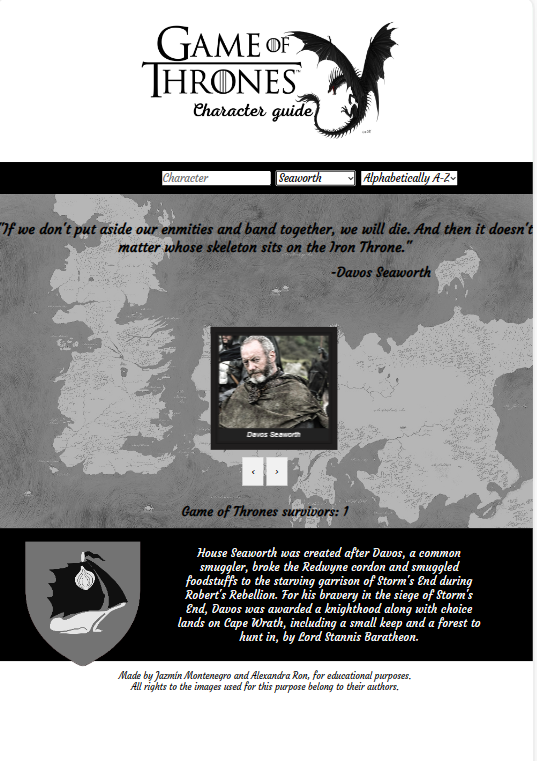 GAME OF
THRONES
Character guide
Character
Seaworth
Alphabetically A-Z
"If we don't put aside our enmities and band together, we will die. And then it doesn't
matter whose skeleton sits on the Iron Throne."
-Davos Seaworth
Davos Seaworth
‹ ›
Game of Thrones survivors: 1
House Seaworth was created after Davos, a common
smuggler, broke the Redwyne cordon and smuggled
foodstuffs to the starving garrison of Storm's End during
Robert's Rebellion. For his bravery in the siege of Storm's
End, Davos was awarded a knighthood along with choice
lands on Cape Wrath, including a small keep and a forest to
hunt in, by Lord Stannis Baratheon.
Made by Jazmín Montenegro and Alexandra Ron, for educational purposes.
All rights to the images used for this purpose belong to their authors.